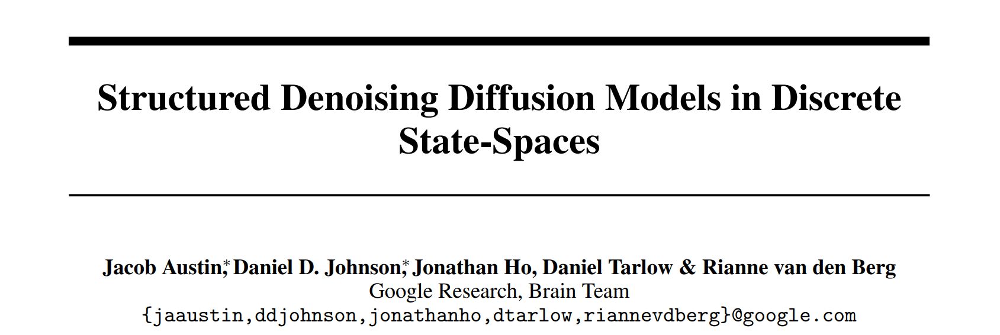 Structured Denoising Diffusion Models in Discrete
State-Spaces
Jacob Austin,* Daniel D. Johnson,* Jonathan Ho, Daniel Tarlow & Rianne van den Berg
Google Research, Brain Team
{jaaustin,ddjohnson,jonathanho,dtarlow,riannevdberg}@google.com